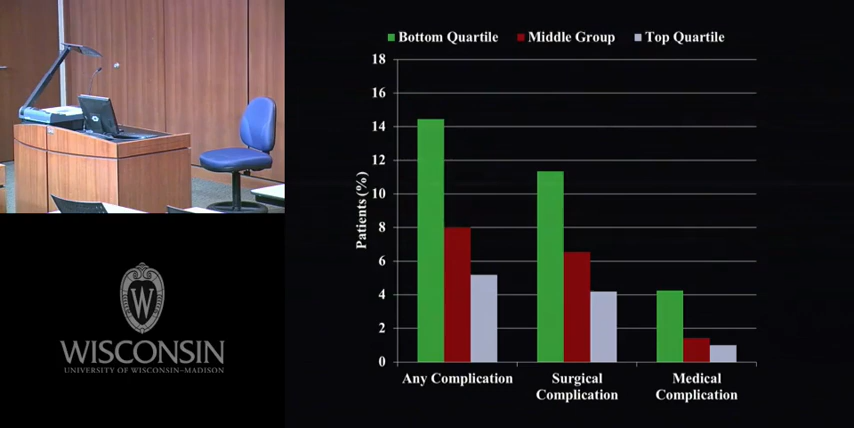 Bottom Quartile Middle Group Top Quartile
18
16
14
12
10
8
6
4
2
0
Patients (%)
Any Complication
Surgical
Complication
Medical
Complication
W
WISCONSIN
UNIVERSITY OF WISCONSIN–MADISON